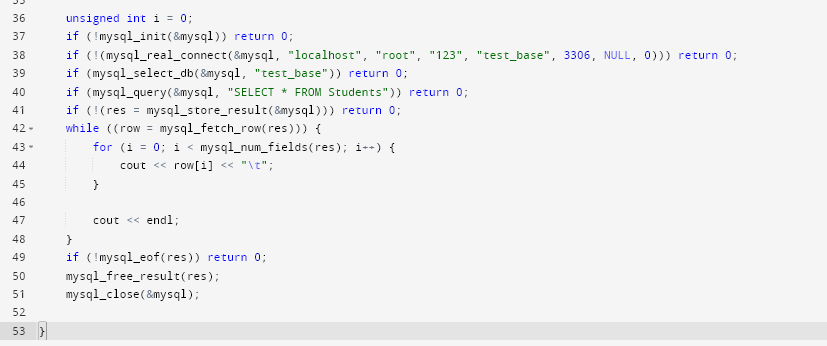 36 unsigned int i = 0;
37 if (!mysql_init(&mysql)) return 0;
38 if (!(mysql_real_connect(&mysql, "localhost", "root", "123", "test_base", 3306, NULL, 0))) return 0;
39 if (mysql_select_db(&mysql, "test_base")) return 0;
40 if (mysql_query(&mysql, "SELECT * FROM Students")) return 0;
41 if (!(res = mysql_store_result(&mysql))) return 0;
42 while ((row = mysql_fetch_row(res))) {
43 for (i = 0; i < mysql_num_fields(res); i++) {
44 cout << row[i] << "\t";
45 }
46
47 cout << endl;
48 }
49 if (!mysql_eof(res)) return 0;
50 mysql_free_result(res);
51 mysql_close(&mysql);
52
53 }